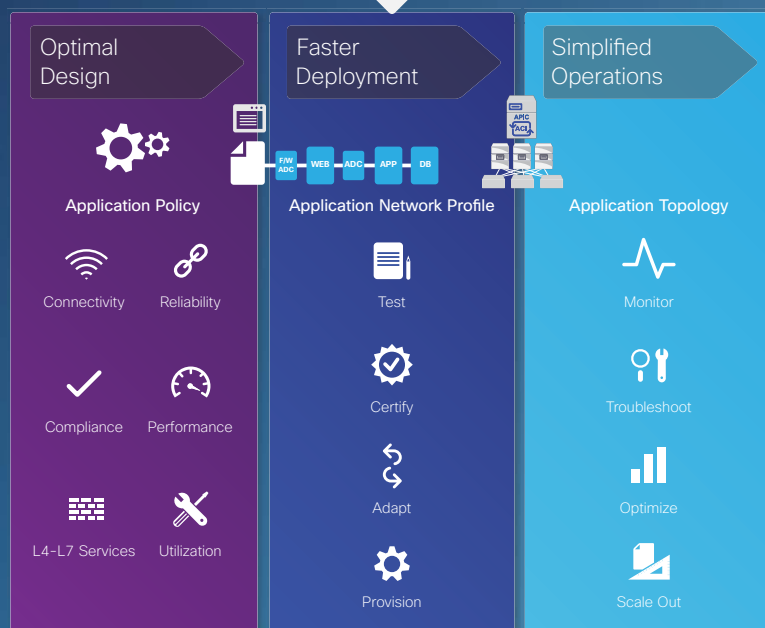 Optimal
Design
Faster
Deployment
Simplified
Operations
APIC
ACI
F/W
ADC
WEB
ADC
APP
DB
Application Policy
Application Network Profile
Application Topology
Connectivity
Reliability
Test
Monitor
Compliance
Performance
Certify
Troubleshoot
Adapt
Optimize
L4-L7 Services
Utilization
Provision
Scale Out